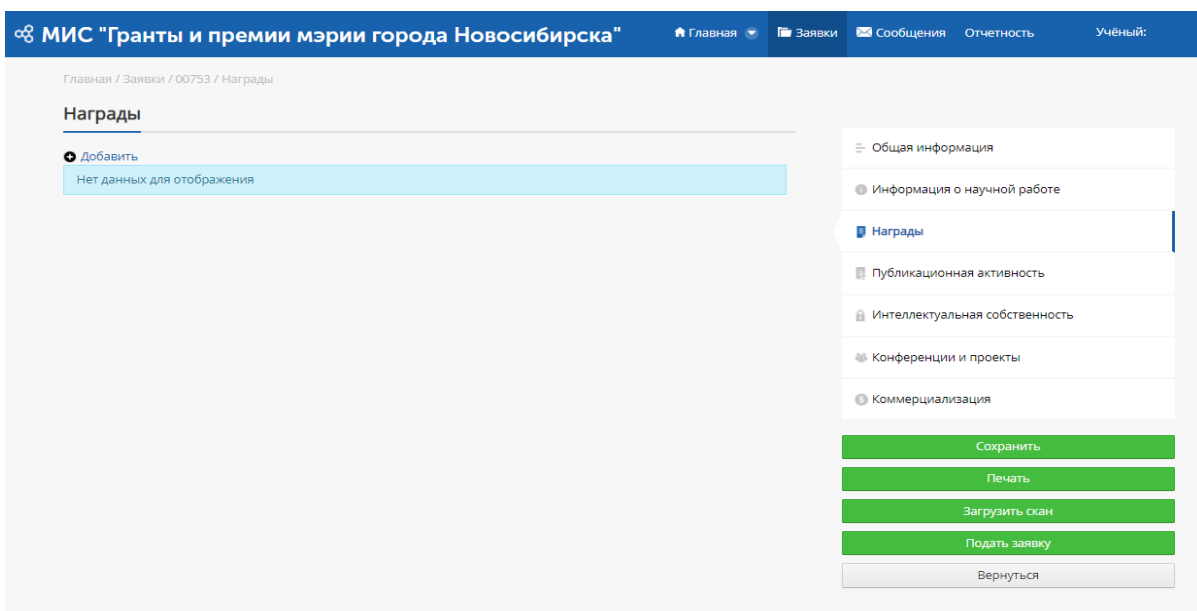 МИС "Гранты и премии мэрии города Новосибирска" Главная Заявки Сообщения Отчетность Учёный:
Главная / Заявки / 00753 / Награды
Награды
Добавить
Нет данных для отображения
Общая информация
Информация о научной работе
Награды
Публикационная активность
Интеллектуальная собственность
Конференции и проекты
Коммерциализация
Сохранить
Печать
Загрузить скан
Подать заявку
Вернуться